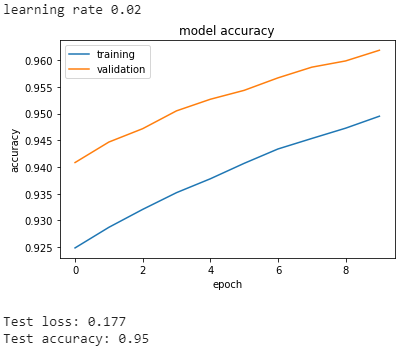 learning rate 0.02
model accuracy
training
validation
0.960
0.955
0.950
0.945
0.940
0.935
0.930
0.925
accuracy
0 2 4 6 8
epoch
Test loss: 0.177
Test accuracy: 0.95